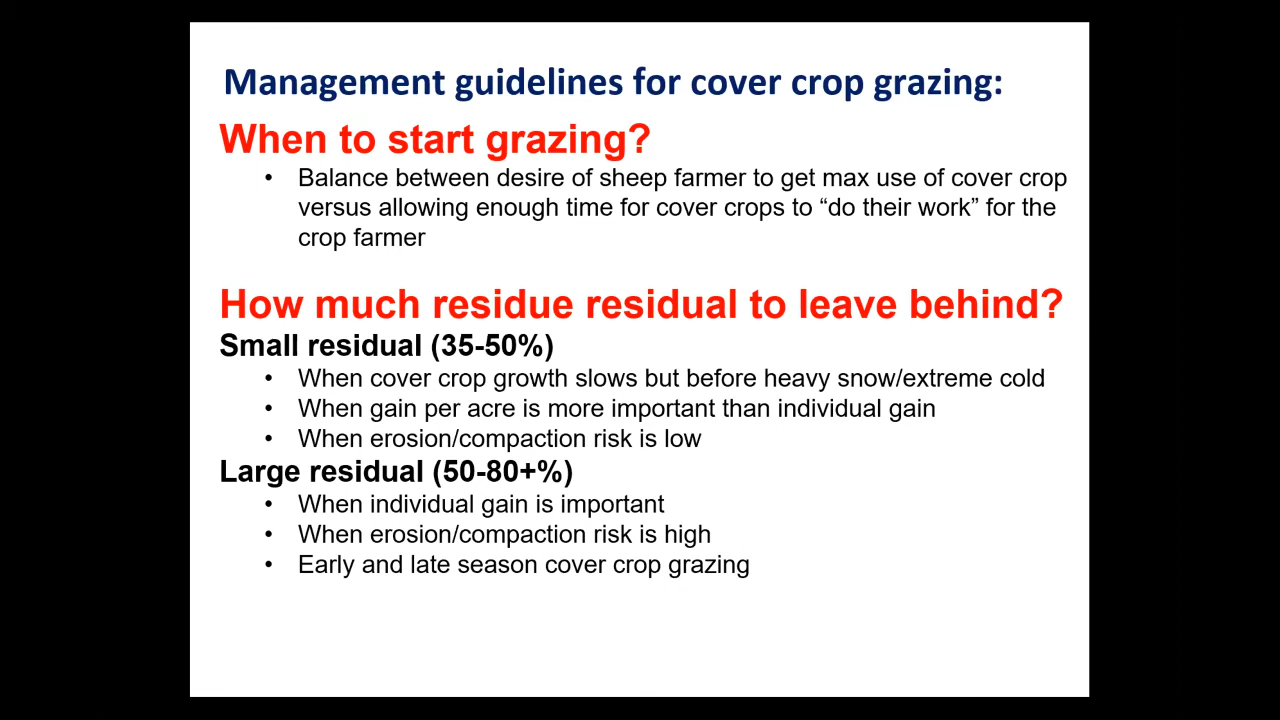 Management guidelines for cover crop grazing:
When to start grazing?
• Balance between desire of sheep farmer to get max use of cover crop
versus allowing enough time for cover crops to “do their work” for the
crop farmer
How much residue residual to leave behind?
Small residual (35-50%)
• When cover crop growth slows but before heavy snow/extreme cold
• When gain per acre is more important than individual gain
• When erosion/compaction risk is low
Large residual (50-80+%)
• When individual gain is important
• When erosion/compaction risk is high
• Early and late season cover crop grazing